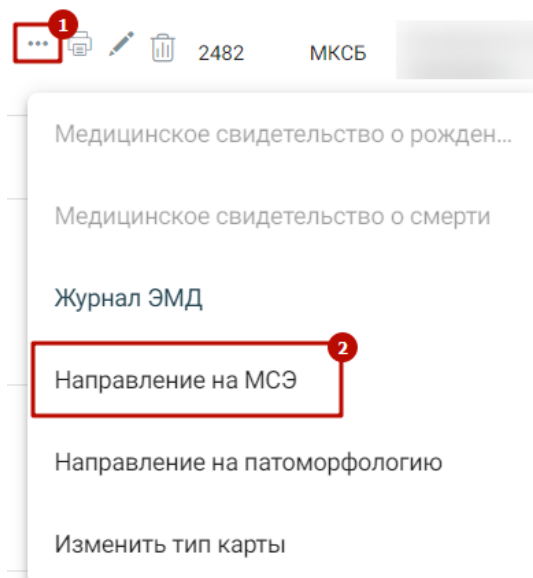 1
... 2482 МКСБ
Медицинское свидетельство о рожден...
Медицинское свидетельство о смерти
Журнал ЭМД
2
Направление на МСЭ
Направление на патоморфологию
Изменить тип карты